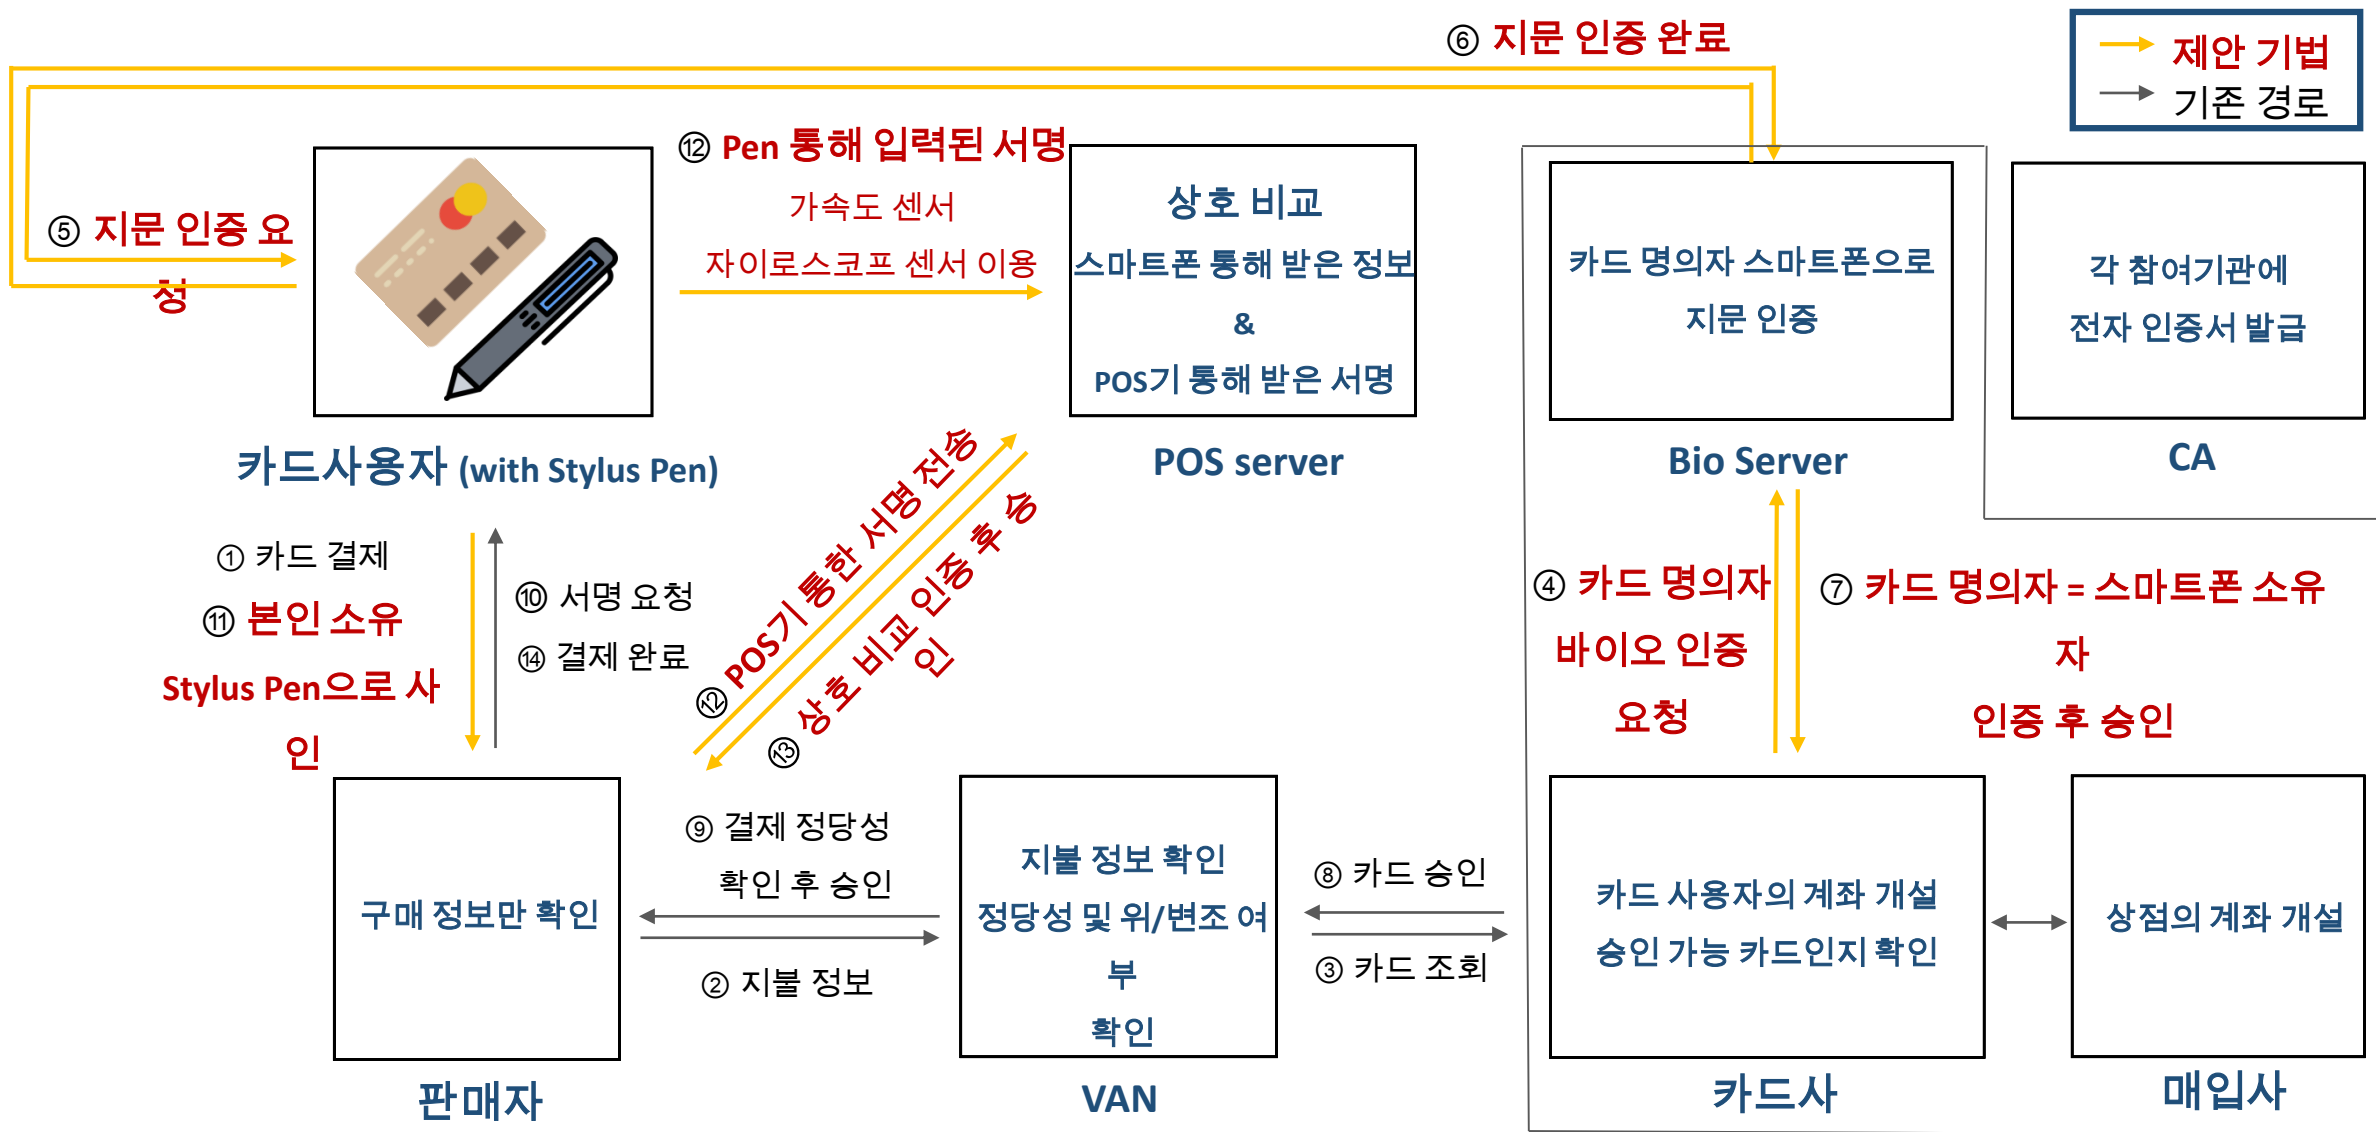 ⑥ 지문 인증 완료
제안 기법
기존 경로
⑤ 지문 인증 요
청
⑫ Pen 통해 입력된 서명
가속도 센서
자이로스코프 센서 이용
상호 비교
스마트폰 통해 받은 정보
&
POS기 통해 받은 서명
카드 명의자 스마트폰으로
지문 인증
각 참여기관에
전자 인증서 발급
카드사용자 (with Stylus Pen)
POS server
Bio Server
CA
① 카드 결제
⑪ 본인 소유
Stylus Pen으로 사
인
⑩ 서명 요청
⑭ 결제 완료
⑫ POS기 통한 서명 전송
⑬ 상호 비교 인증 후 승
인
④ 카드 명의자
바이오 인증
요청
⑦ 카드 명의자 = 스마트폰 소유
자
인증 후 승인
구매 정보만 확인
⑨ 결제 정당성
확인 후 승인
② 지불 정보
지불 정보 확인
정당성 및 위/변조 여
부
확인
⑧ 카드 승인
③ 카드 조회
카드 사용자의 계좌 개설
승인 가능 카드인지 확인
상점의 계좌 개설
판매자
VAN
카드사
매입사